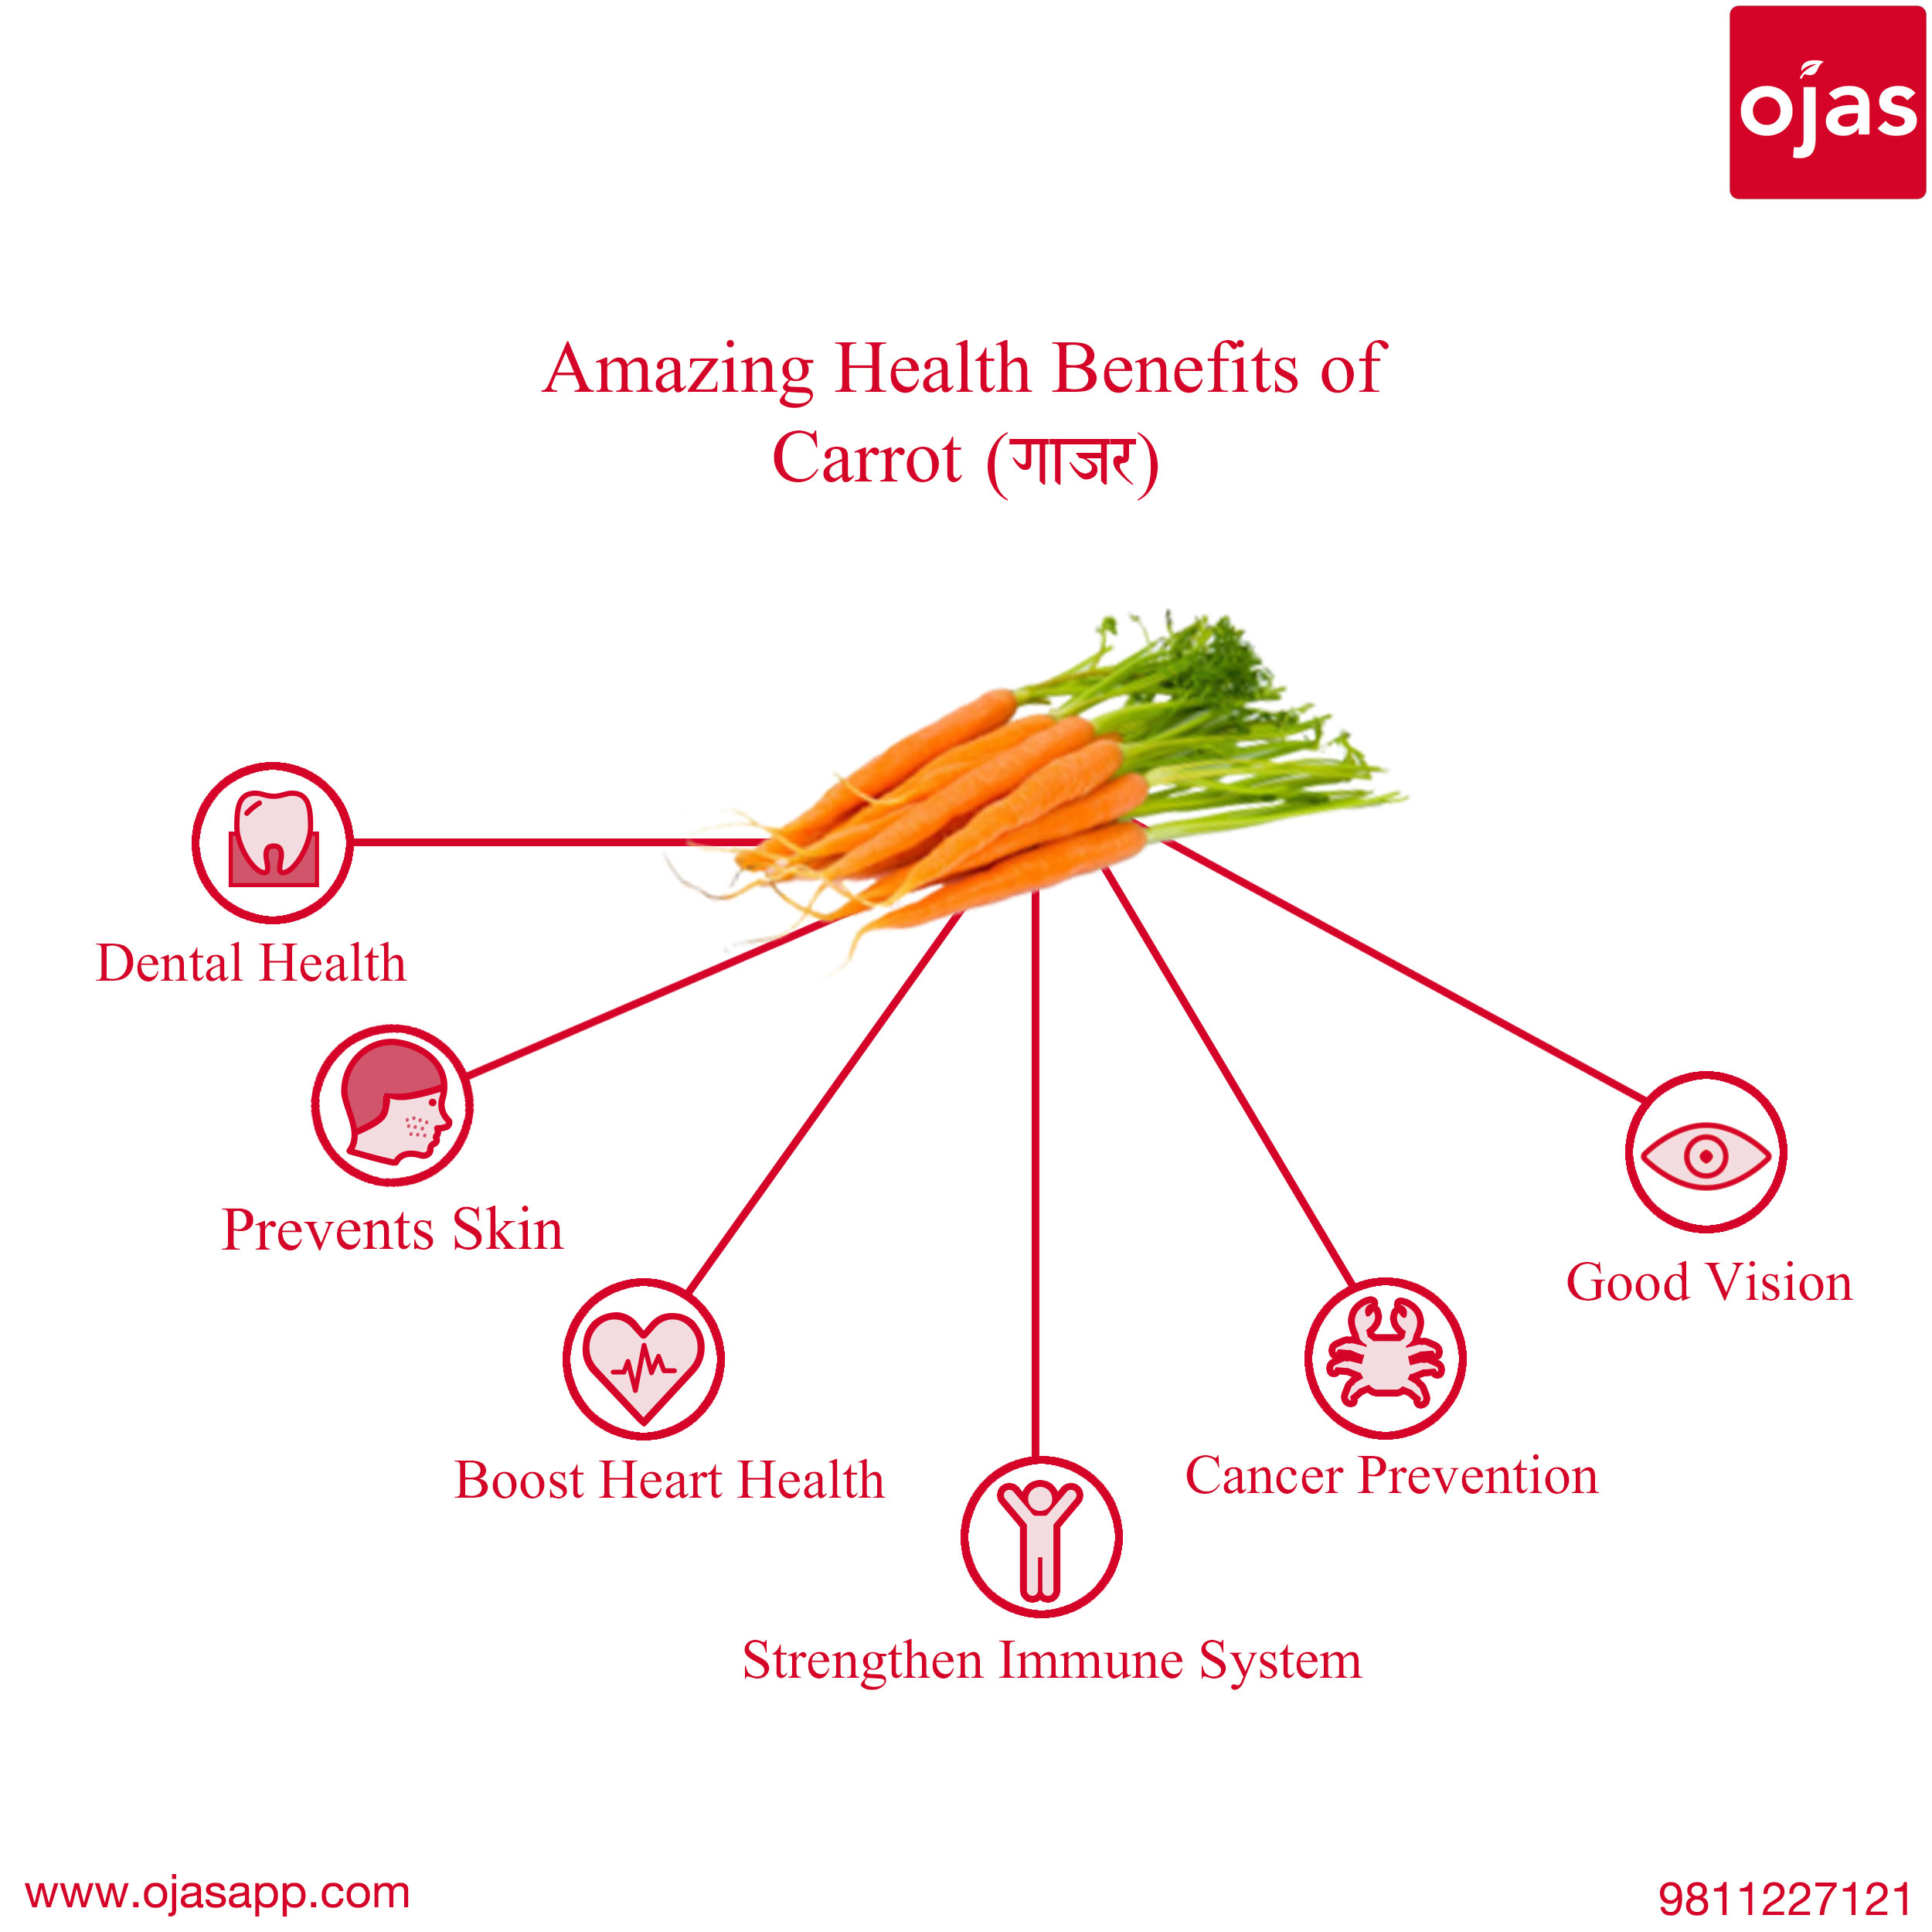 ojas
Amazing Health Benefits of
Carrot (गाजर)
Dental Health
Prevents Skin
Boost Heart Health
Strengthen Immune System
Cancer Prevention
Good Vision
www.ojasapp.com
9811227121